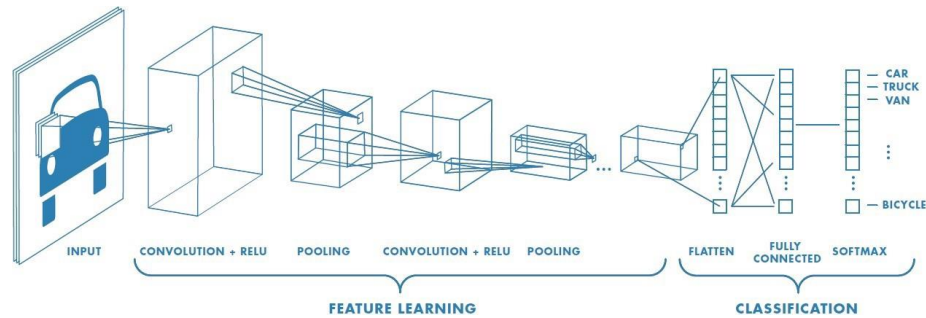 CAR
TRUCK
VAN
BICYCLE
INPUT
CONVOLUTION + RELU
POOLING
CONVOLUTION + RELU
POOLING
FLATTEN
FULLY
CONNECTED
SOFTMAX
FEATURE LEARNING
CLASSIFICATION